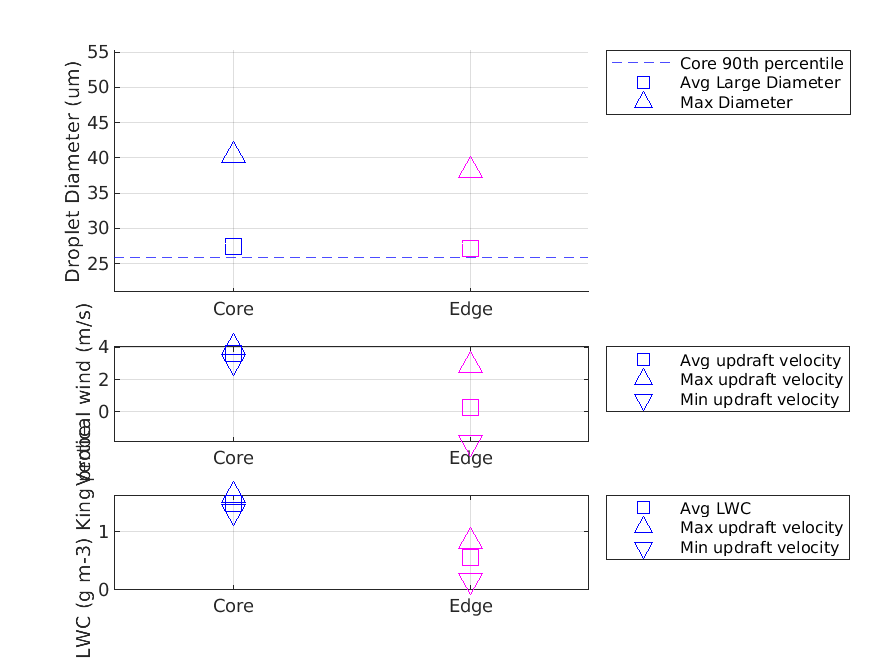 55
50
45
40
35
30
25
Droplet Diameter (um)
Core
Edge
Core 90th percentile
Avg Large Diameter
Max Diameter
4
2
0
Vertical wind (m/s)
Core
Edge
Avg updraft velocity
Max updraft velocity
Min updraft velocity
1
0
LWC (g m-3) King probe
Core
Edge
Avg LWC
Max updraft velocity
Min updraft velocity